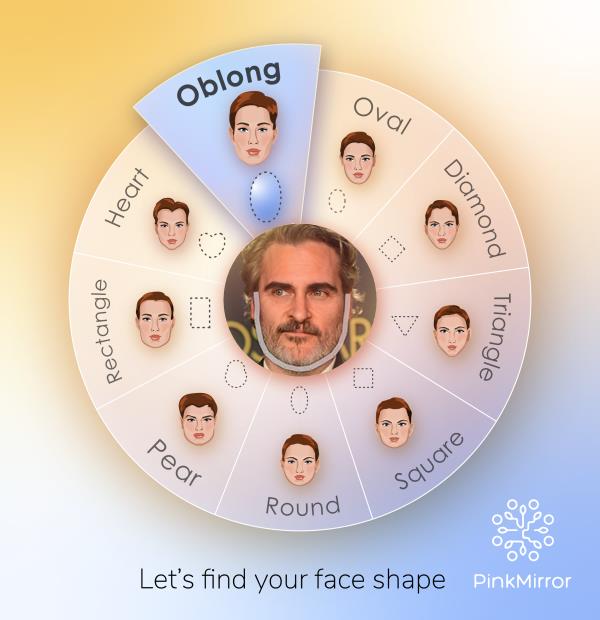 Oblong
Oval
Diamond
Triangle
Square
Round
Pear
Rectangle
Heart
Let's find your face shape
PinkMirror